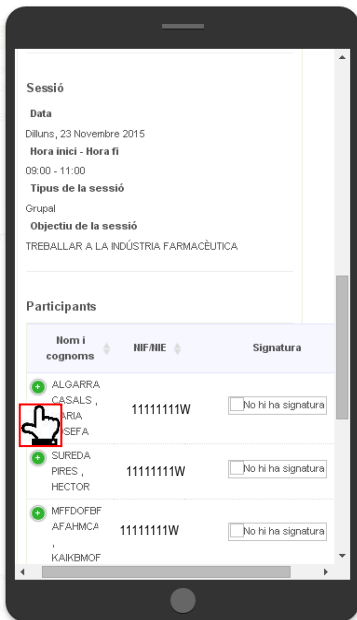 Sessió
Data
Dilluns, 23 Novembre 2015
Hora inici - Hora fi
09:00 - 11:00
Tipus de la sessió
Grupal
Objectiu de la sessió
TREBALLAR A LA INDÚSTRIA FARMACÈUTICA
Participants
Nom i cognoms NIF/NIE Signatura
ALGARRA
CASALS , 11111111W No hi ha signatura
ARIA
SEFA
SUREDA
PIRES , 11111111W No hi ha signatura
HECTOR
MFFDOFBF
AFAHMCA 11111111W No hi ha signatura
,
KAIKBMOF